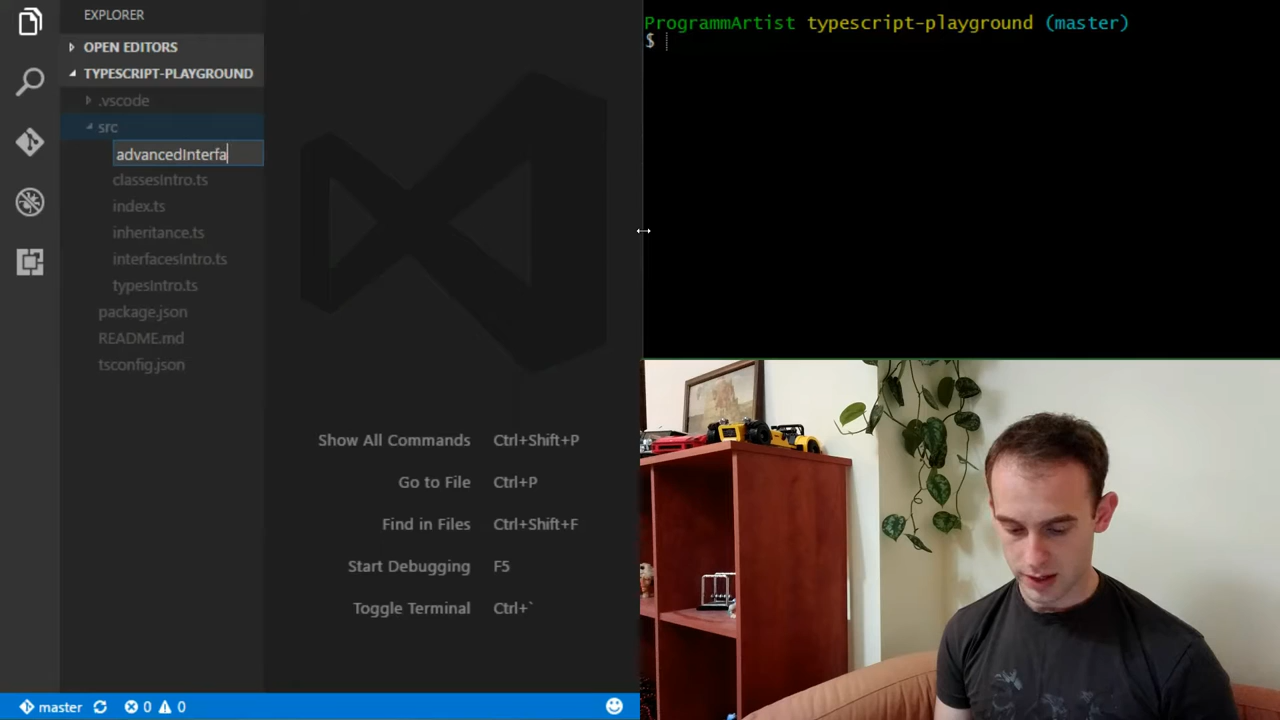 EXPLORER
OPEN EDITORS
TYPESCRIPT-PLAYGROUND
.vscode
src
advancedInterfa
classesIntro.ts
index.ts
inheritance.ts
interfacesIntro.ts
typesIntro.ts
package.json
README.md
tsconfig.json
Show All Commands Ctrl+Shift+P
Go to File Ctrl+P
Find in Files Ctrl+Shift+F
Start Debugging F5
Toggle Terminal Ctrl+`
master 0 0
ProgrammArtist typescript-playground (master)
$